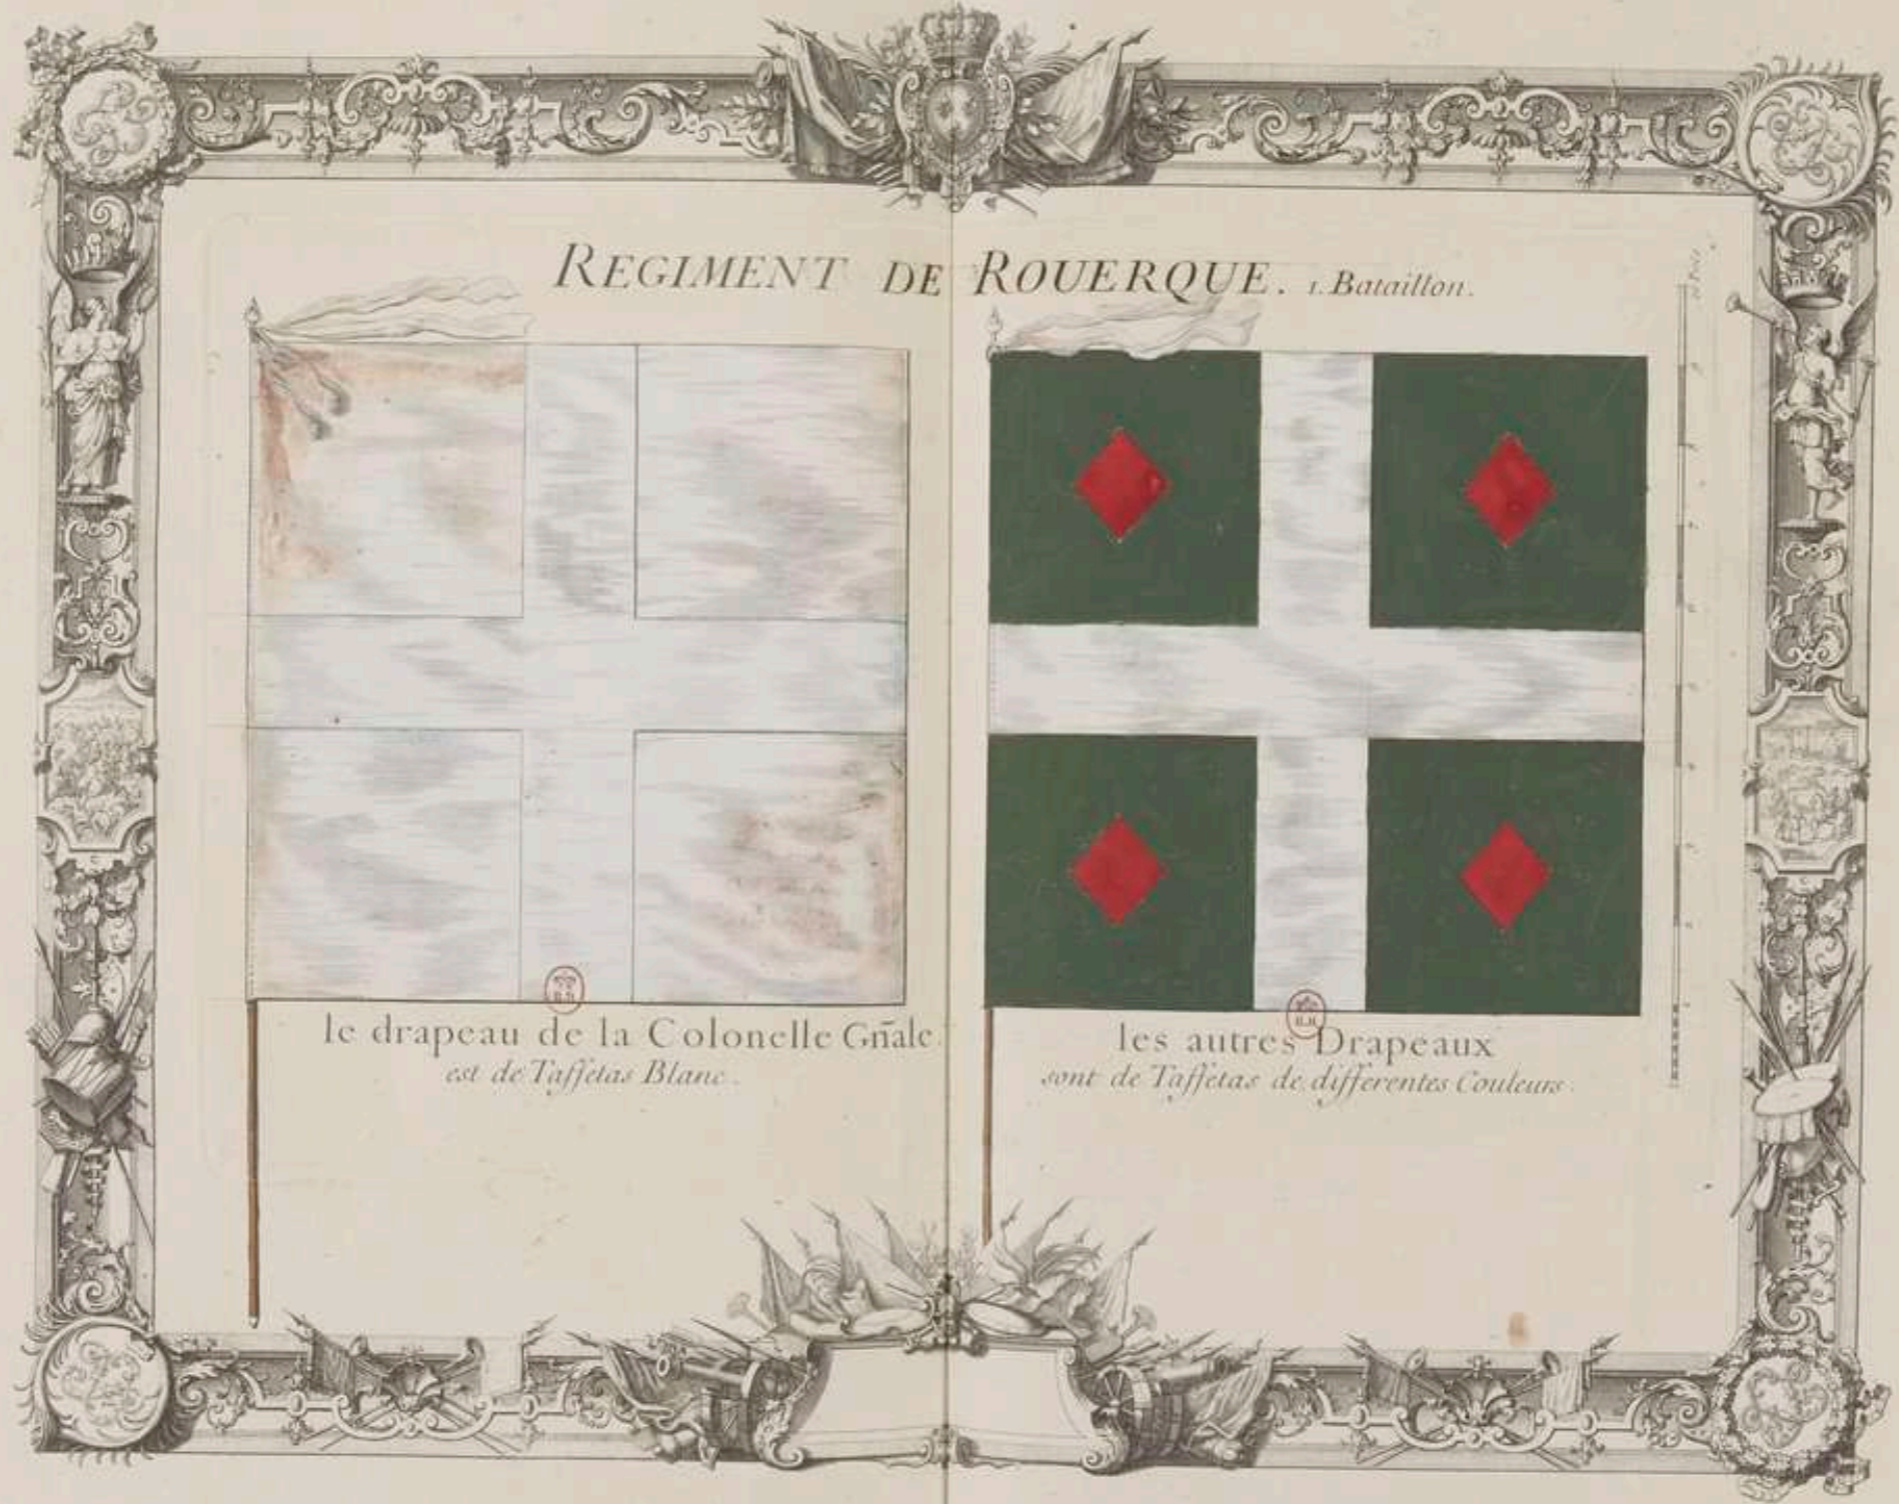 REGIMENT DE ROUERQUE. 1. Bataillon.
le drapeau de la Colonelle Gñale.
est de Taffetas Blanc.
les autres Drapeaux
sont de Taffetas de differentes Couleurs.